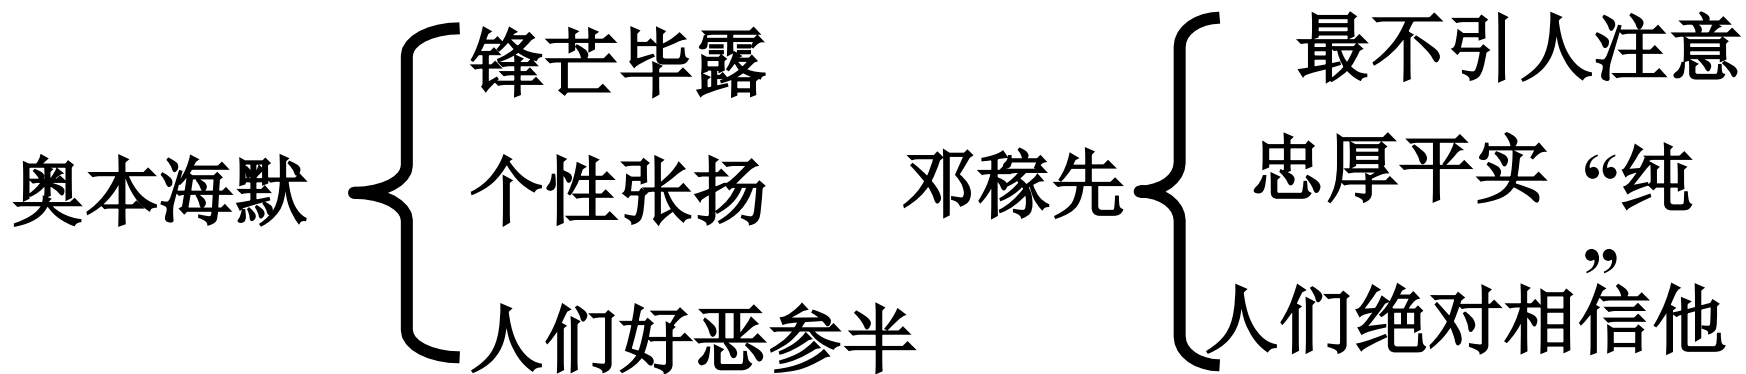 奥本海默
锋芒毕露
个性张扬
人们好恶参半
邓稼先
最不引人注意
忠厚平实 “纯
”
人们绝对相信他